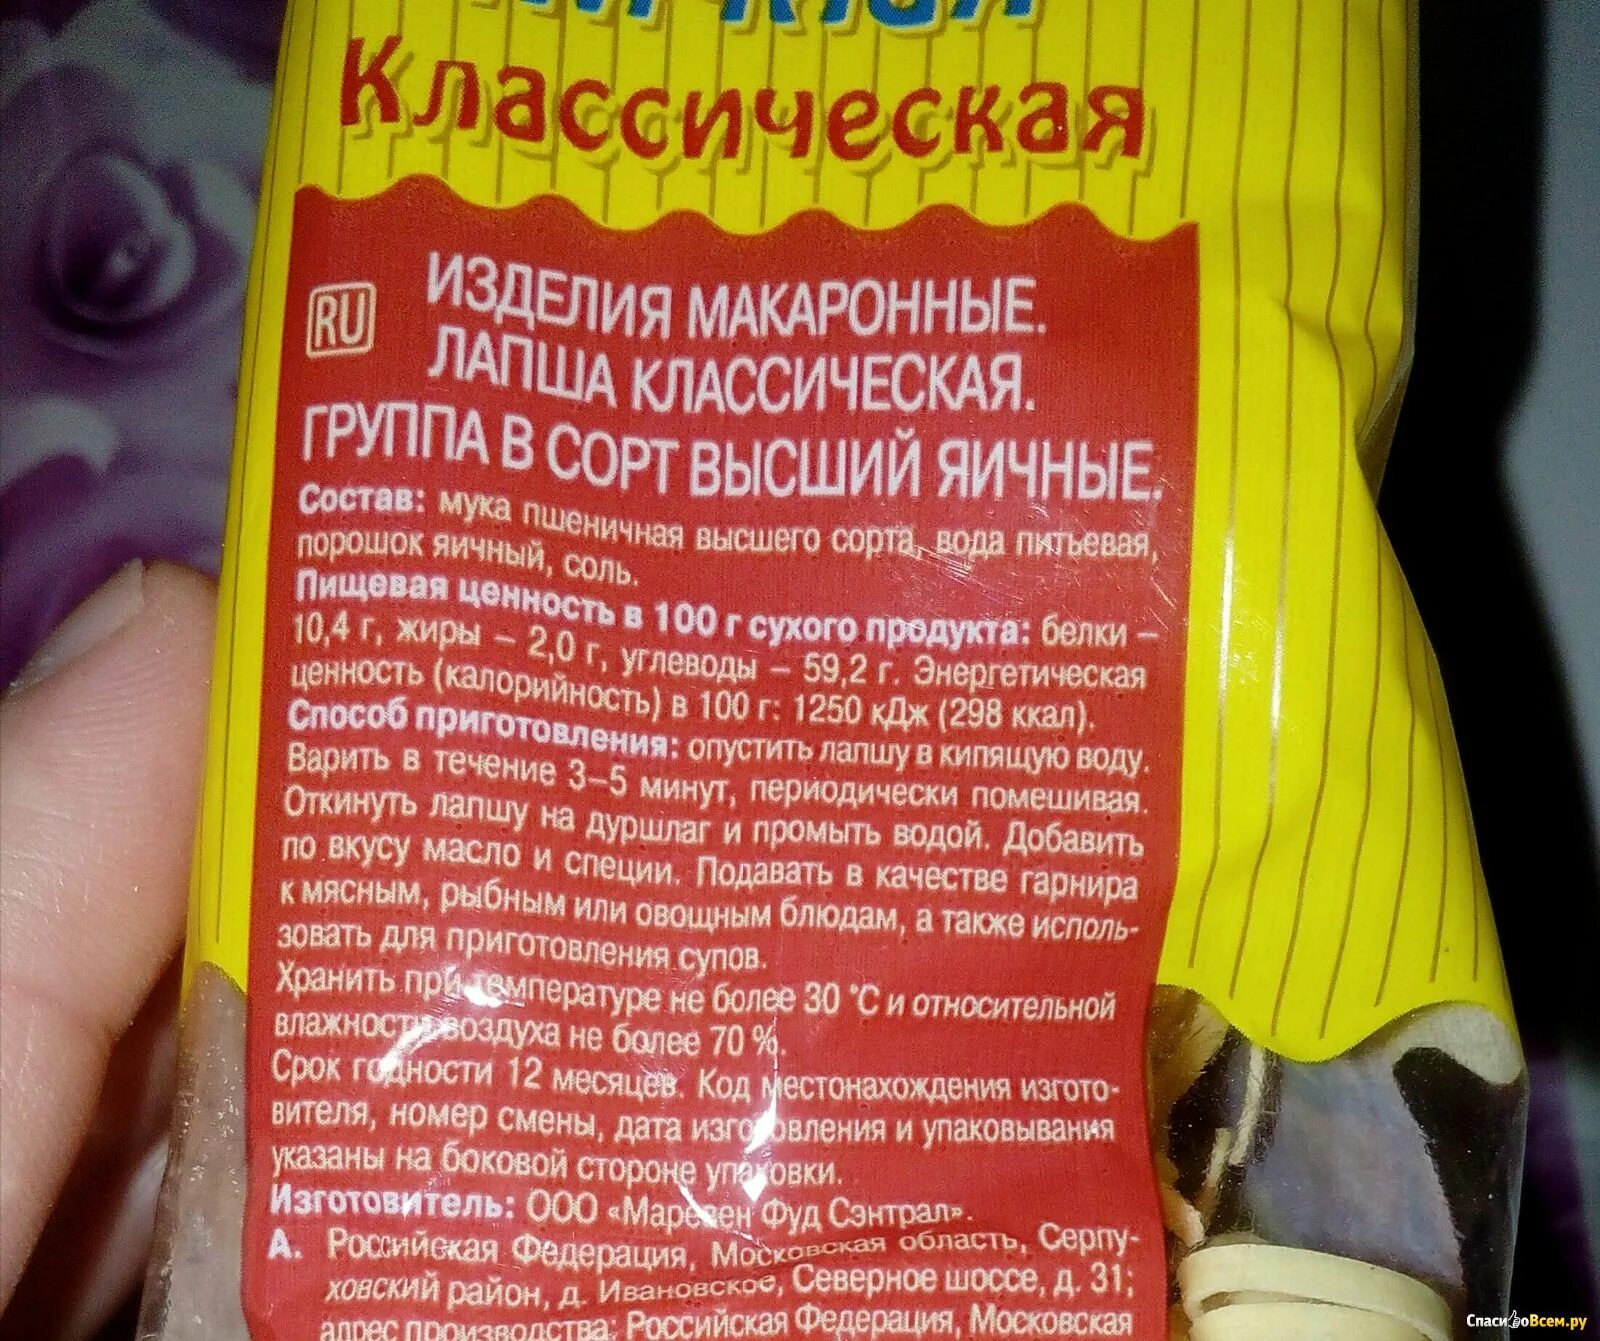 Классическая
RU
ИЗДЕЛИЯ МАКАРОННЫЕ.
ЛАПША КЛАССИЧЕСКАЯ.
ГРУППА В СОРТ ВЫСШИЙ ЯИЧНЫЕ.
Состав: мука пшеничная высшего сорта, вода питьевая,
порошок яичный, соль.
Пищевая ценность в 100 г сухого продукта: белки –
10,4 г, жиры – 2,0 г, углеводы – 59,2 г. Энергетическая
ценность (калорийность) в 100 г: 1250 кДж (298 ккал).
Способ приготовления: опустить лапшу в кипящую воду.
Варить в течение 3–5 минут, периодически помешивая.
Откинуть лапшу на дуршлаг и промыть водой. Добавить
по вкусу масло и специи. Подавать в качестве гарнира
к мясным, рыбным или овощным блюдам, а также исполь-
зовать для приготовления супов.
Хранить при температуре не более 30 °С и относительной
влажности воздуха не более 70 %.
Срок годности 12 месяцев. Код местонахождения изгото-
вителя, номер смены, дата изготовления и упаковывания
указаны на боковой стороне упаковки.
Изготовитель: ООО «Маревен Фуд Сэнтрал».
А. Российская Федерация, Московская область, Серпу-
ховский район, д. Ивановское, Северное шоссе, д. 31;
адрес производства: Российская Федерация, Московская
СпасибоВсем.ру